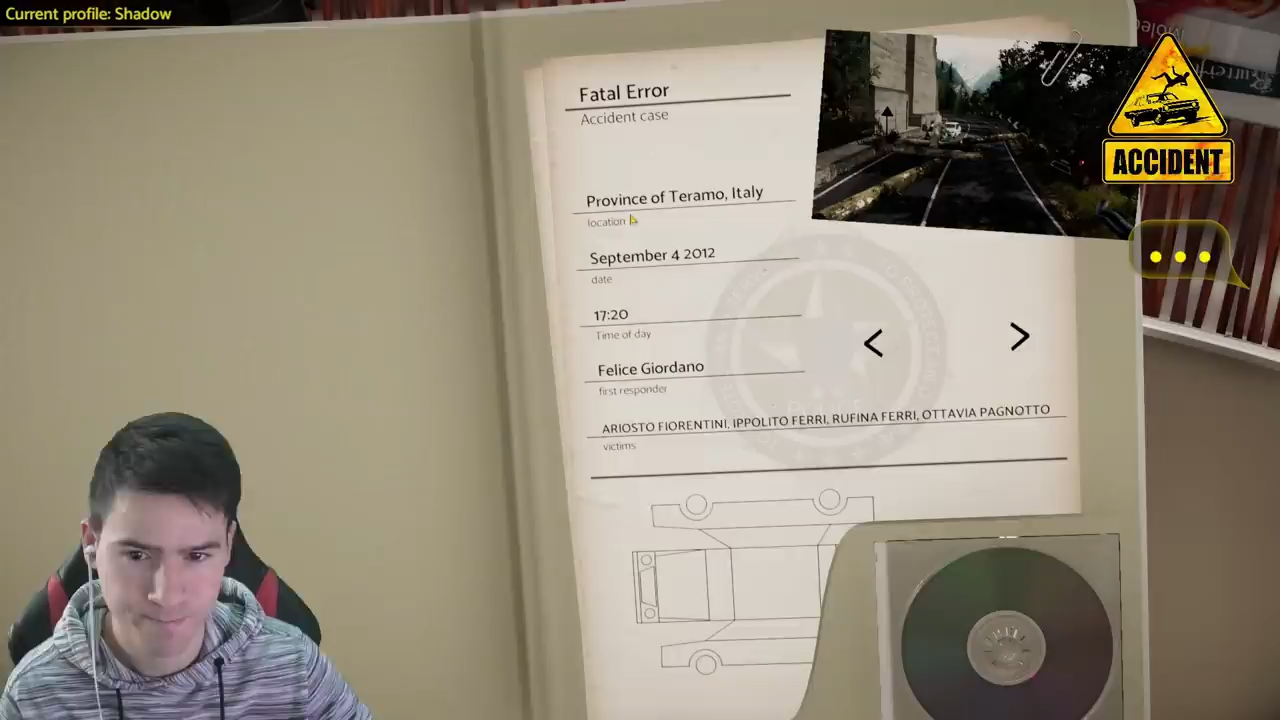 Current profile: Shadow
Fatal Error
Accident case
ACCIDENT
Province of Teramo, Italy
location
September 4 2012
date
17:20
Time of day
Felice Giordano
first responder
ARIOSTO FIORENTINI, IPPOLITO FERRI, RUFINA FERRI, OTTAVIA PAGNOTTO
victims